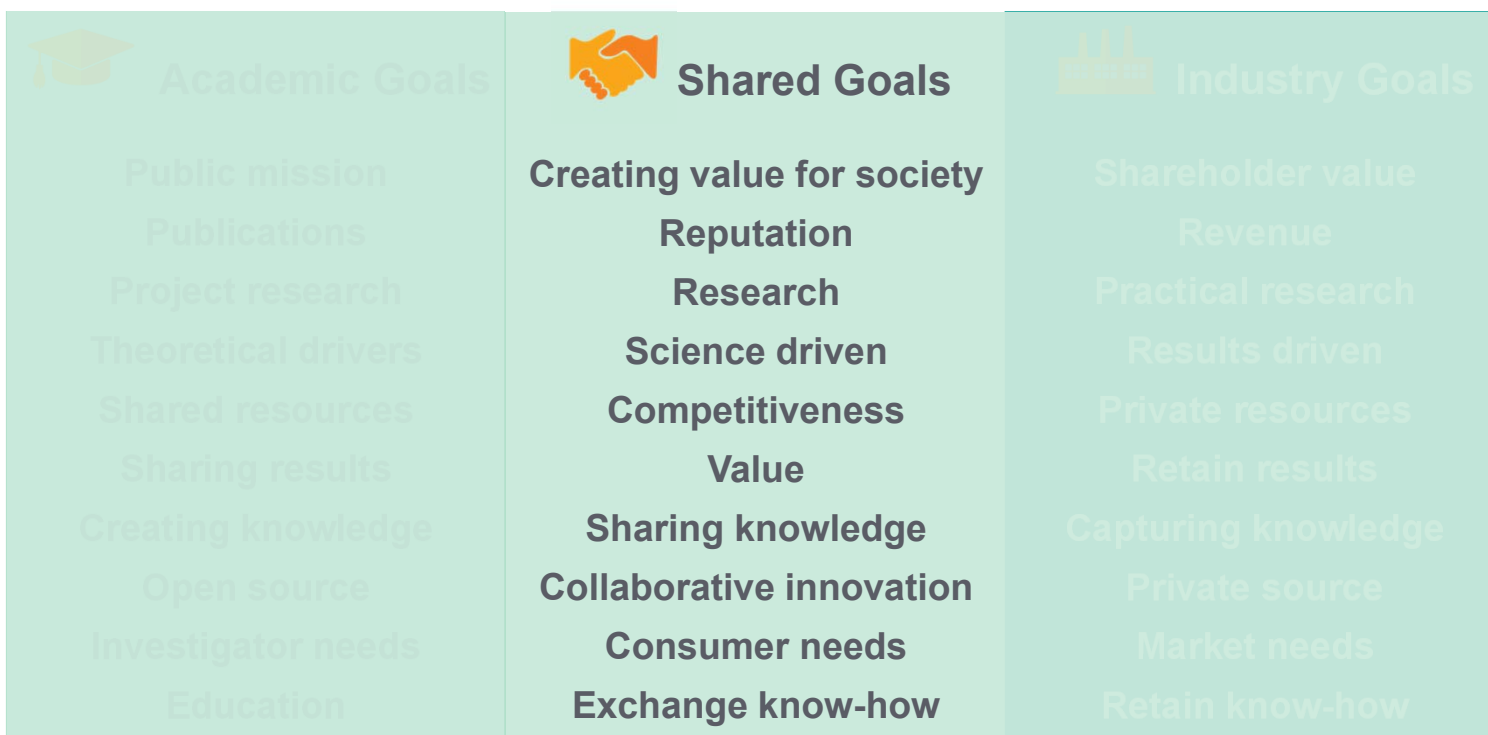 Academic Goals
Public mission
Publications
Project research
Theoretical drivers
Shared resources
Sharing results
Creating knowledge
Open source
Investigator needs
Education
Shared Goals
Creating value for society
Reputation
Research
Science driven
Competitiveness
Value
Sharing knowledge
Collaborative innovation
Consumer needs
Exchange know-how
Industry Goals
Shareholder value
Revenue
Practical research
Results driven
Private resources
Retain results
Capturing knowledge
Private source
Market needs
Retain know-how